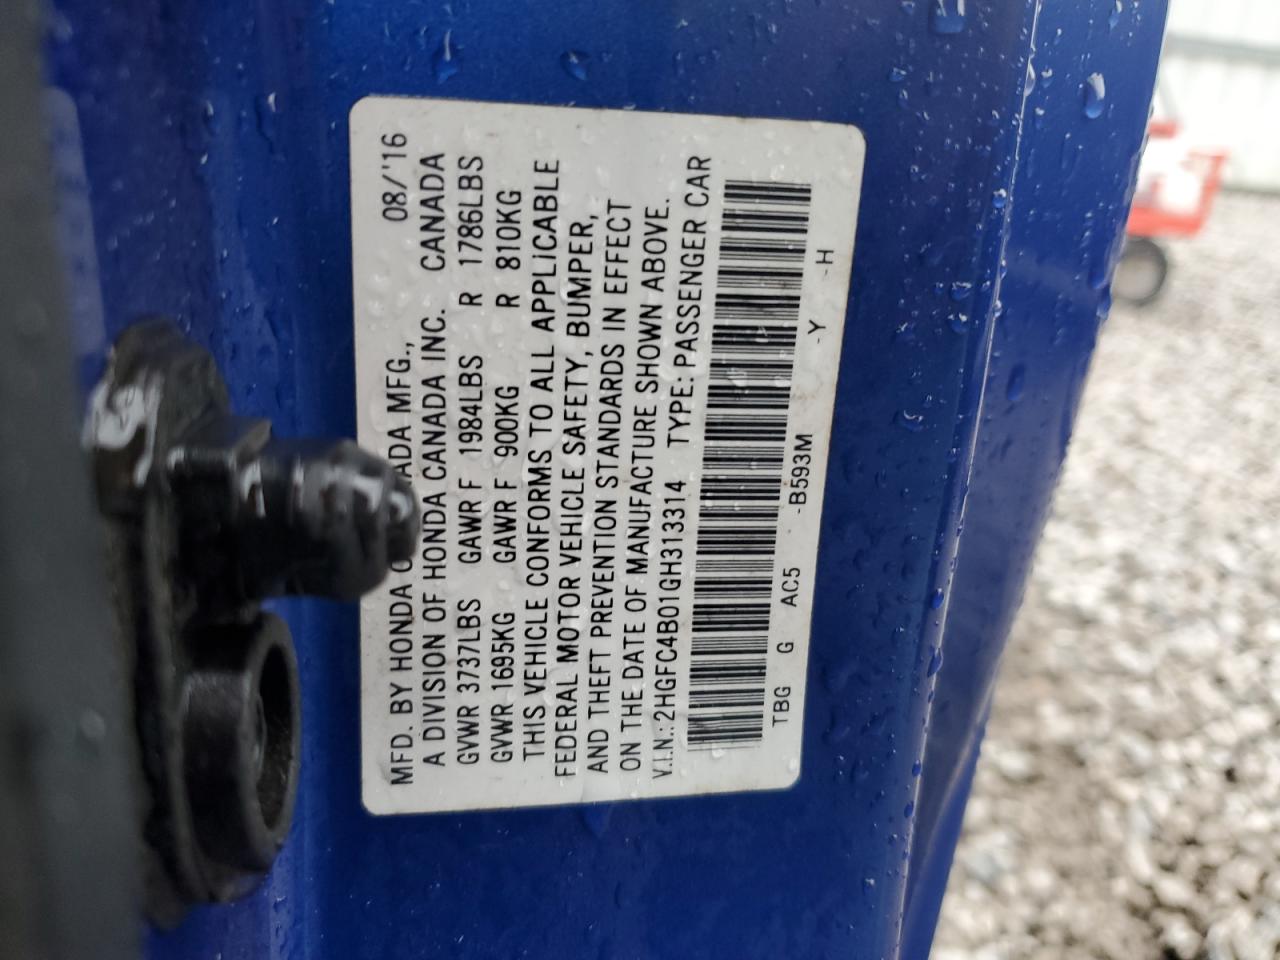 MFD. BY HONDA MFG., 08/'16
A DIVISION OF HONDA CANADA INC. CANADA
GVWR 3737LBS GAWR F 1984LBS R 1786LBS
GVWR 1695KG GAWR F 900KG R 810KG
THIS VEHICLE CONFORMS TO ALL APPLICABLE
FEDERAL MOTOR VEHICLE SAFETY, BUMPER,
AND THEFT PREVENTION STANDARDS IN EFFECT
ON THE DATE OF MANUFACTURE SHOWN ABOVE.
V.I.N.: 2HGFC4B01GH313314 TYPE: PASSENGER CAR
TBG G AC5 -B593M -Y -H